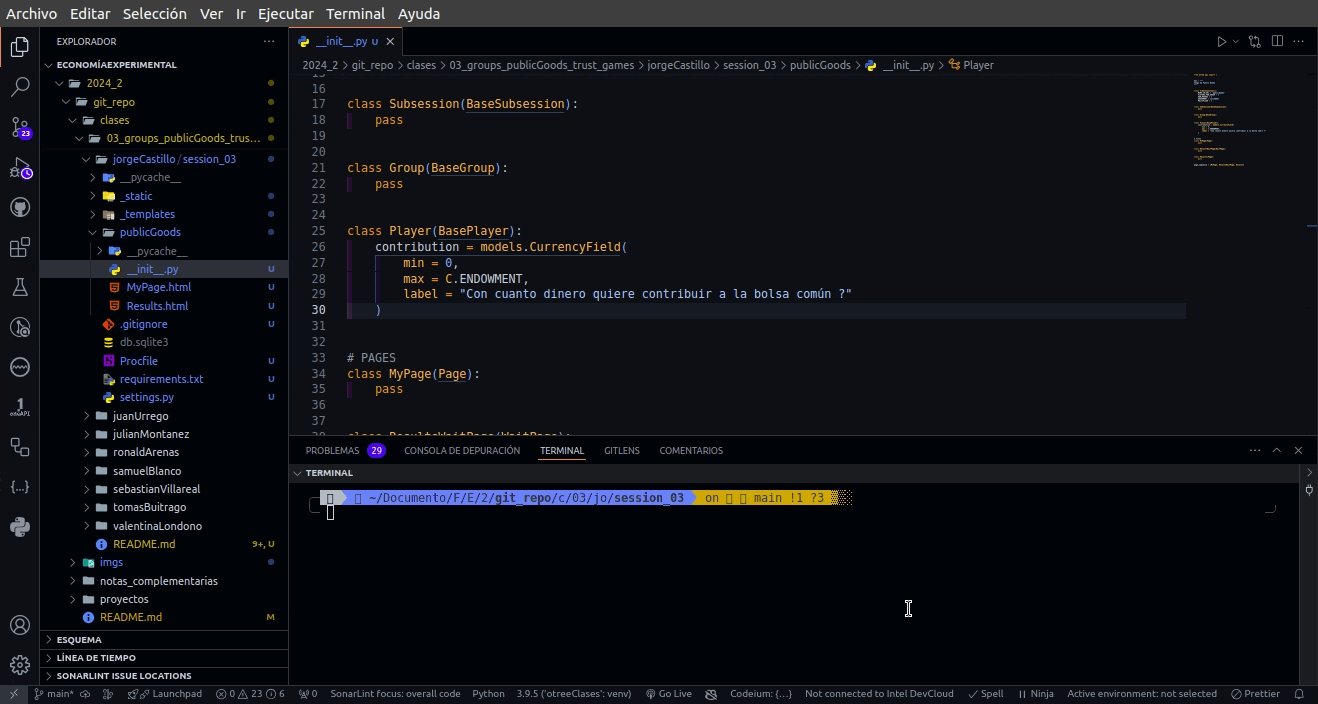 Archivo Editar Selección Ver Ir Ejecutar Terminal Ayuda
EXPLORADOR
ECONOMÍAEXPERIMENTAL
2024_2
git_repo
clases
03_groups_publicGoods_trus...
jorgeCastillo / session_03
__pycache__
_static
_templates
publicGoods
__pycache__
__init__.py U
MyPage.html U
Results.html U
.gitignore U
db.sqlite3
Procfile U
requirements.txt U
settings.py U
juanUrrego
julianMontanez
ronaldArenas
samuelBlanco
sebastianVillareal
tomasBuitrago
valentinaLondono
README.md 9+, U
imgs
notas_complementarias
proyectos
README.md M
ESQUEMA
LÍNEA DE TIEMPO
SONARLINT ISSUE LOCATIONS
23
__init__.py U
2024_2 > git_repo > clases > 03_groups_publicGoods_trust_games > jorgeCastillo > session_03 > publicGoods > __init__.py > Player
16
17 class Subsession(BaseSubsession):
18 pass
19
20
21 class Group(BaseGroup):
22 pass
23
24
25 class Player(BasePlayer):
26 contribution = models.CurrencyField(
27 min = 0,
28 max = C.ENDOWMENT,
29 label = "Con cuanto dinero quiere contribuir a la bolsa común ?"
30 )
31
32
33 # PAGES
34 class MyPage(Page):
35 pass
36
37
38 class ResultsWaitPage(WaitPage):
PROBLEMAS 29 CONSOLA DE DEPURACIÓN TERMINAL GITLENS COMENTARIOS
TERMINAL
~/Documento/F/E/2/git_repo/c/03/jo/session_03 on main !1 ?3
main* Launchpad 0 23 6 0 SonarLint focus: overall code Python 3.9.5 ('otreeClases': venv) Go Live Codeium: {...} Not connected to Intel DevCloud Spell Ninja Active environment: not selected Prettier